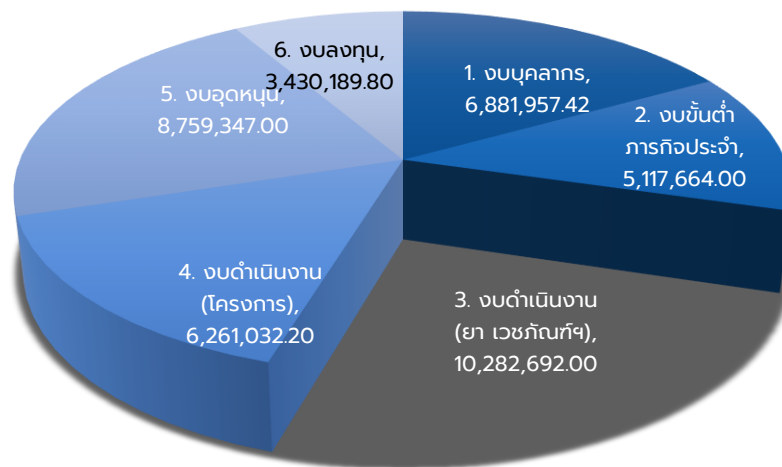 1. งบบุคลากร,
6,881,957.42
2. งบขั้นต่ำ
ภารกิจประจำ,
5,117,664.00
3. งบดำเนินงาน
(ยา เวชภัณฑ์ฯ),
10,282,692.00
4. งบดำเนินงาน
(โครงการ),
6,261,032.20
5. งบอุดหนุน,
8,759,347.00
6. งบลงทุน,
3,430,189.80